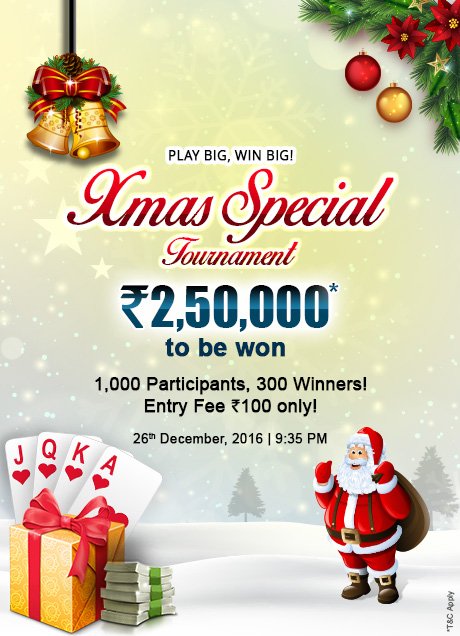 PLAY BIG, WIN BIG!
Xmas Special
Tournament
₹2,50,000*
to be won
1,000 Participants, 300 Winners!
Entry Fee ₹100 only!
26th December, 2016 | 9:35 PM
J Q K A
*T&C Apply